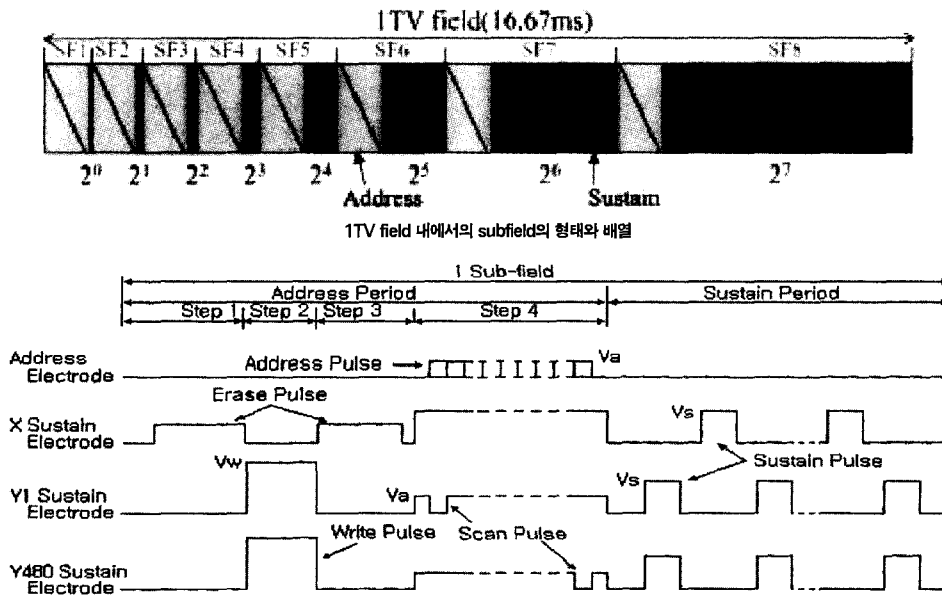 1TV field(16.67ms)
SF1 SF2 SF3 SF4 SF5 SF6 SF7 SF8
2⁰ 2¹ 2² 2³ 2⁴ 2⁵ 2⁶ 2⁷
Address Sustain
1TV field 내에서의 subfield의 형태와 배열
1 Sub-field
Address Period Sustain Period
Step 1 Step 2 Step 3 Step 4
Address Pulse Va
Address
Electrode
Erase Pulse
X Sustain
Electrode
Vs
Sustain Pulse
Vw
Y1 Sustain
Electrode
Va
Vs
Write Pulse Scan Pulse
Y480 Sustain
Electrode